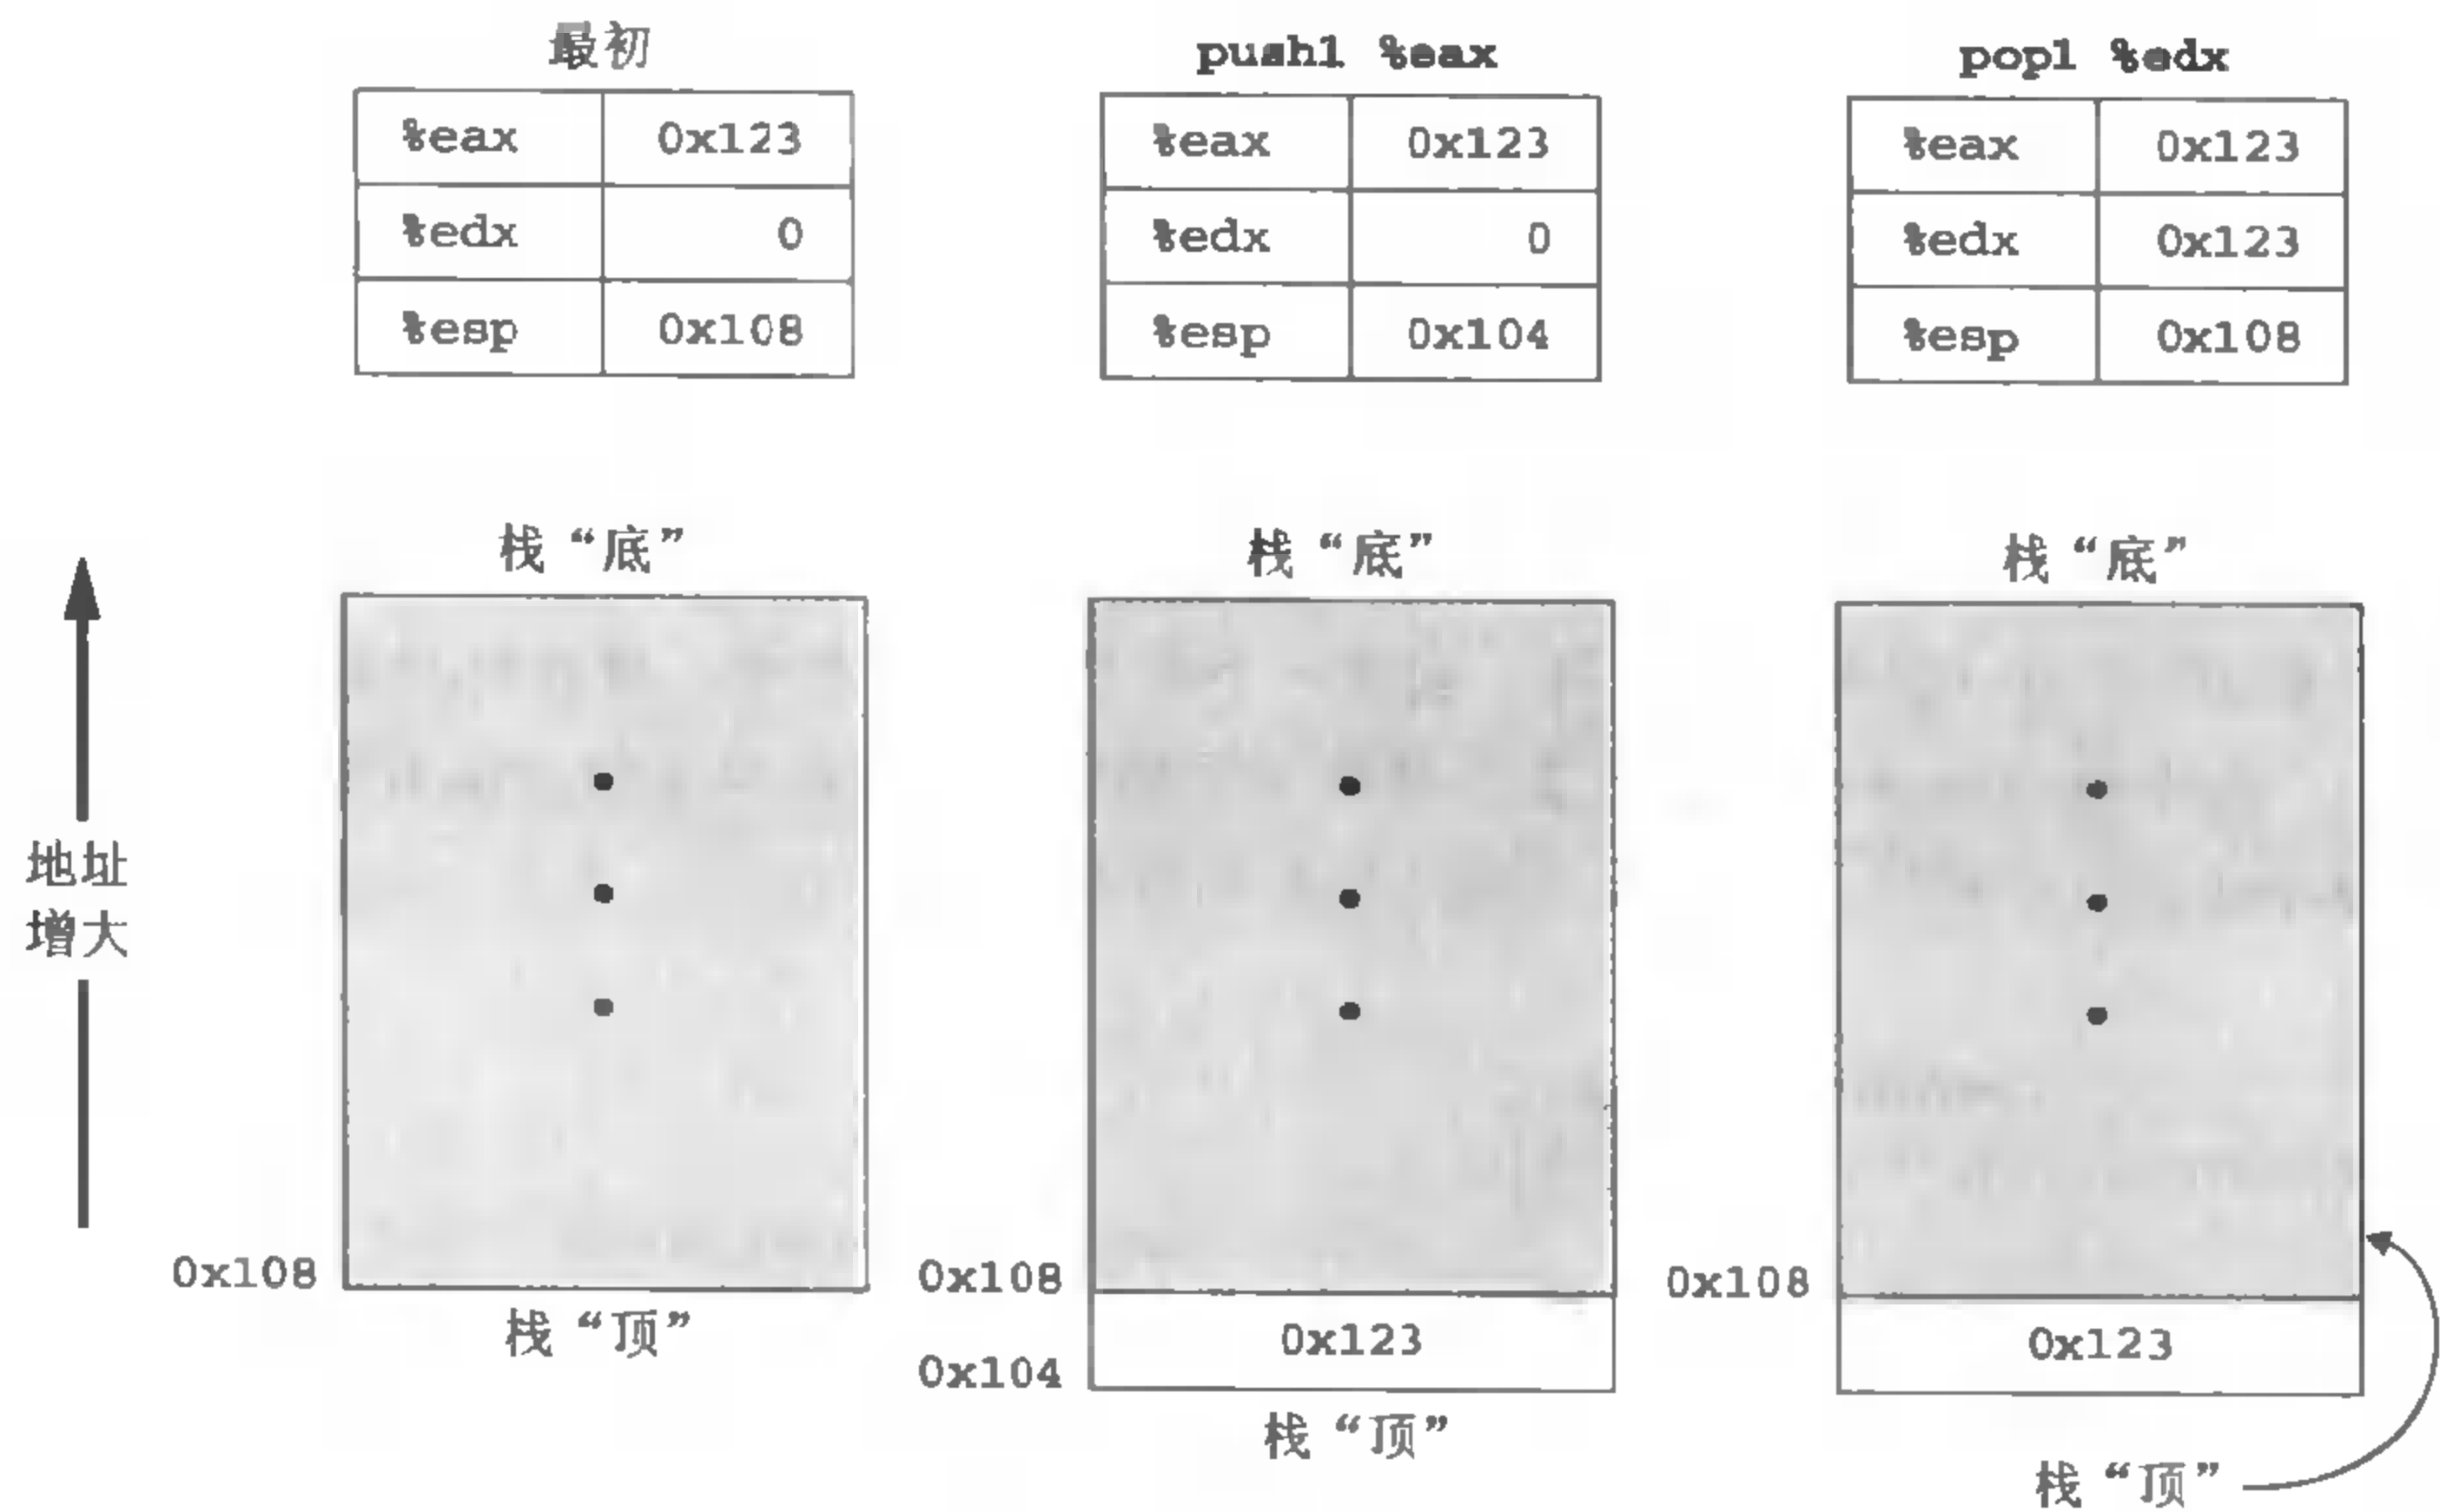 最初
%eax 0x123
%edx 0
%esp 0x108
pushl %eax
%eax 0x123
%edx 0
%esp 0x104
popl %edx
%eax 0x123
%edx 0x123
%esp 0x108
地址
增大
栈“底”
0x108
栈“顶”
栈“底”
0x108
0x123
0x104
栈“顶”
栈“底”
0x108
0x123
栈“顶”